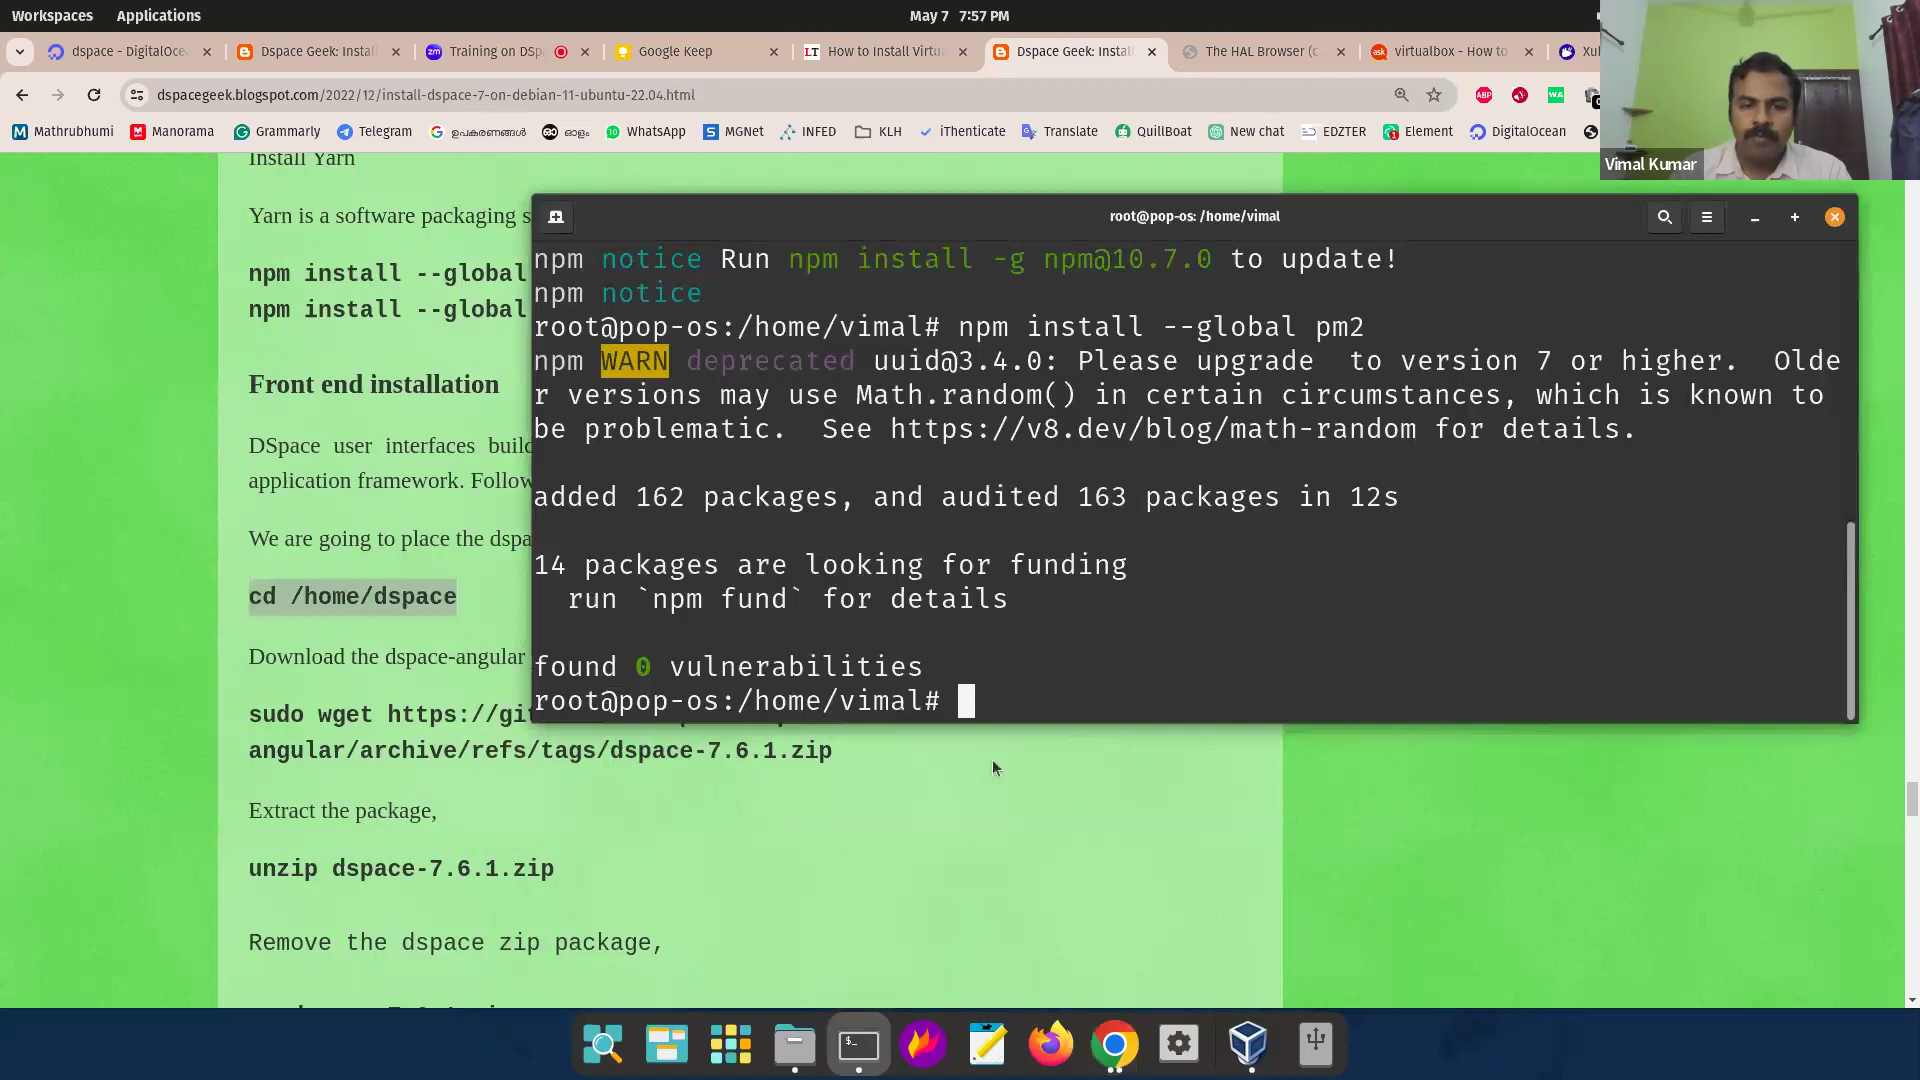 Workspaces
Applications
May 7 7:57 PM
dspace - DigitalOce
Dspace Geek: Instal
Training on DSp
Google Keep
LT How to Install Virtu
Dspace Geek: Instal
The HAL Browser (c
ask virtualbox - How to
Xul
dspacegeek.blogspot.com/2022/12/install-dspace-7-on-debian-11-ubuntu-22.04.html
ABP
WA
Mathrubhumi
Manorama
Grammarly
Telegram
ഉപകരണങ്ങൾ
ഓളം
WhatsApp
MGNet
INFED
KLH
iThenticate
Translate
QuillBoat
New chat
EDZTER
Element
DigitalOcean
Vimal Kumar
Install Yarn
Yarn is a software packaging s
npm install --global
npm install --global
Front end installation
DSpace user interfaces build
application framework. Follow
We are going to place the dspa
cd /home/dspace
Download the dspace-angular
sudo wget https://git
angular/archive/refs/tags/dspace-7.6.1.zip
Extract the package,
unzip dspace-7.6.1.zip
Remove the dspace zip package,
root@pop-os: /home/vimal
npm notice Run npm install -g npm@10.7.0 to update!
npm notice
root@pop-os:/home/vimal# npm install --global pm2
npm WARN deprecated uuid@3.4.0: Please upgrade  to version 7 or higher.  Olde
r versions may use Math.random() in certain circumstances, which is known to
be problematic.  See https://v8.dev/blog/math-random for details.
added 162 packages, and audited 163 packages in 12s
14 packages are looking for funding
run `npm fund` for details
found 0 vulnerabilities
root@pop-os:/home/vimal#
$_